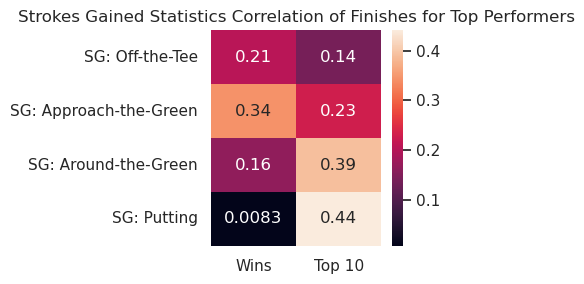 Strokes Gained Statistics Correlation of Finishes for Top Performers
SG: Off-the-Tee 0.21 0.14
SG: Approach-the-Green 0.34 0.23
SG: Around-the-Green 0.16 0.39
SG: Putting 0.0083 0.44
Wins Top 10
0.4
0.3
0.2
0.1